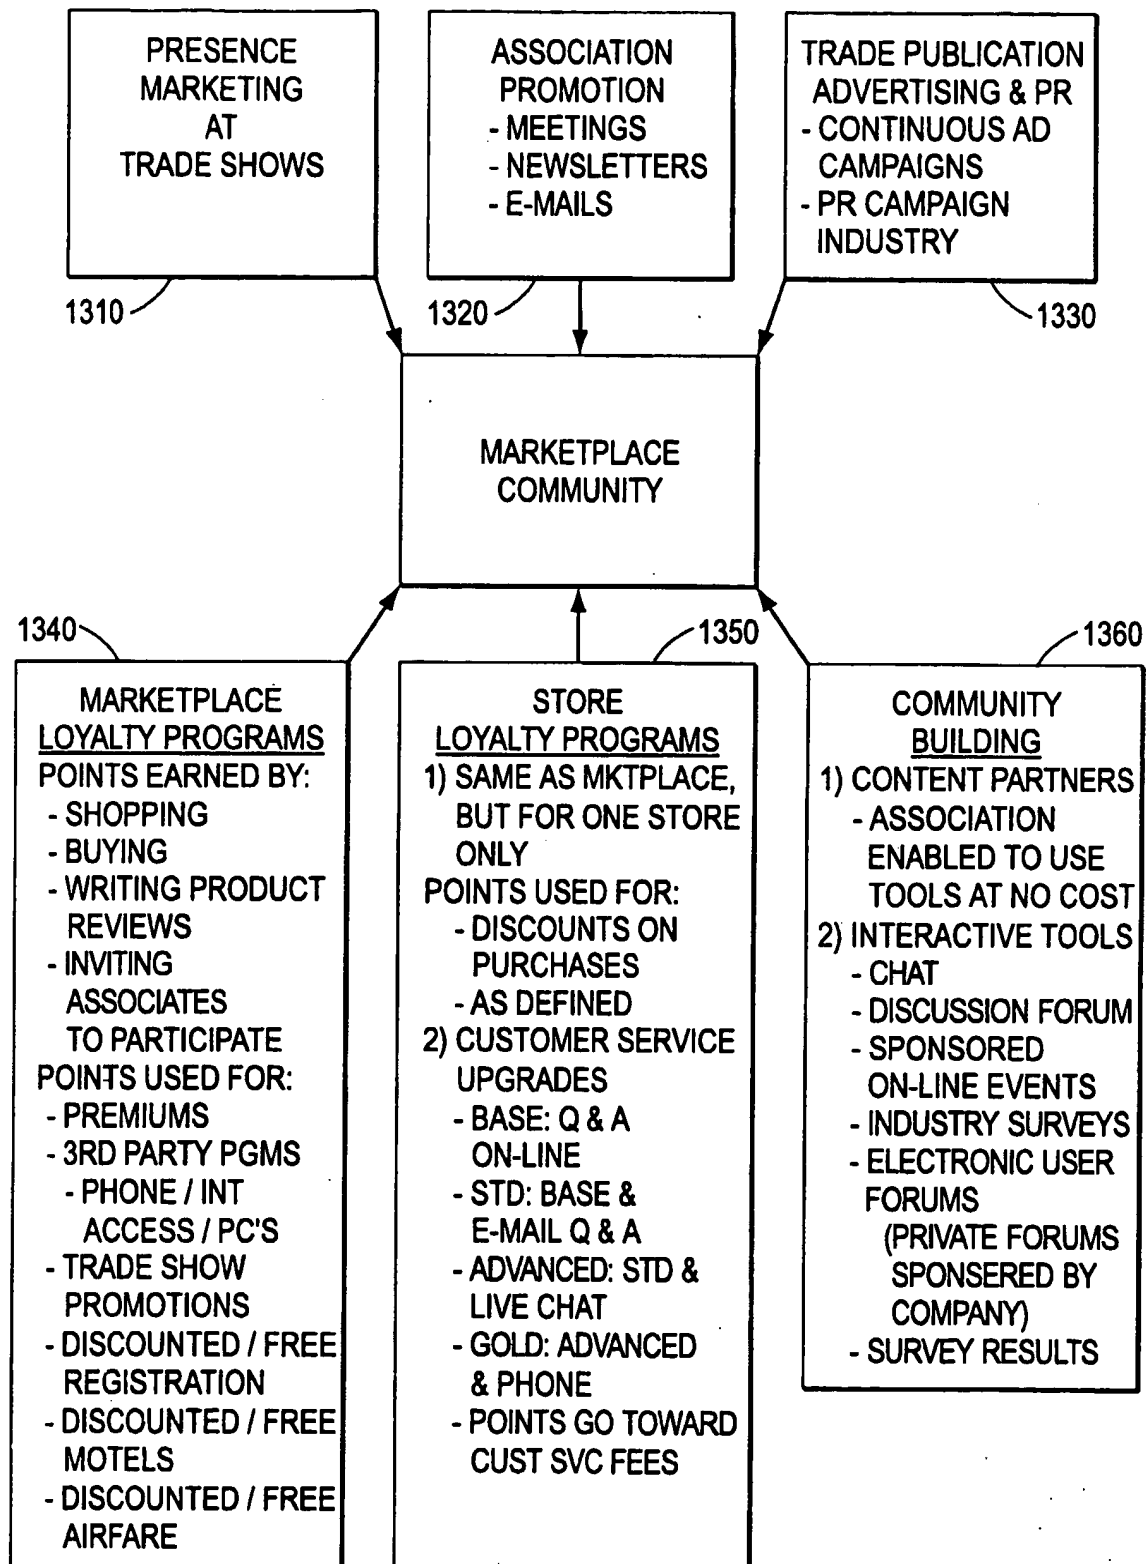 PRESENCE
MARKETING
AT
TRADE SHOWS
1310
ASSOCIATION
PROMOTION
- MEETINGS
- NEWSLETTERS
- E-MAILS
1320
TRADE PUBLICATION
ADVERTISING & PR
- CONTINUOUS AD
CAMPAIGNS
- PR CAMPAIGN
INDUSTRY
1330
MARKETPLACE
COMMUNITY
1340
MARKETPLACE
LOYALTY PROGRAMS
POINTS EARNED BY:
- SHOPPING
- BUYING
- WRITING PRODUCT
REVIEWS
- INVITING
ASSOCIATES
TO PARTICIPATE
POINTS USED FOR:
- PREMIUMS
- 3RD PARTY PGMS
- PHONE / INT
ACCESS / PC'S
- TRADE SHOW
PROMOTIONS
- DISCOUNTED / FREE
REGISTRATION
- DISCOUNTED / FREE
MOTELS
- DISCOUNTED / FREE
AIRFARE
1350
STORE
LOYALTY PROGRAMS
1) SAME AS MKTPLACE,
BUT FOR ONE STORE
ONLY
POINTS USED FOR:
- DISCOUNTS ON
PURCHASES
- AS DEFINED
2) CUSTOMER SERVICE
UPGRADES
- BASE: Q & A
ON-LINE
- STD: BASE &
E-MAIL Q & A
- ADVANCED: STD &
LIVE CHAT
- GOLD: ADVANCED
& PHONE
- POINTS GO TOWARD
CUST SVC FEES
1360
COMMUNITY
BUILDING
1) CONTENT PARTNERS
- ASSOCIATION
ENABLED TO USE
TOOLS AT NO COST
2) INTERACTIVE TOOLS
- CHAT
- DISCUSSION FORUM
- SPONSORED
ON-LINE EVENTS
- INDUSTRY SURVEYS
- ELECTRONIC USER
FORUMS
(PRIVATE FORUMS
SPONSERED BY
COMPANY)
- SURVEY RESULTS